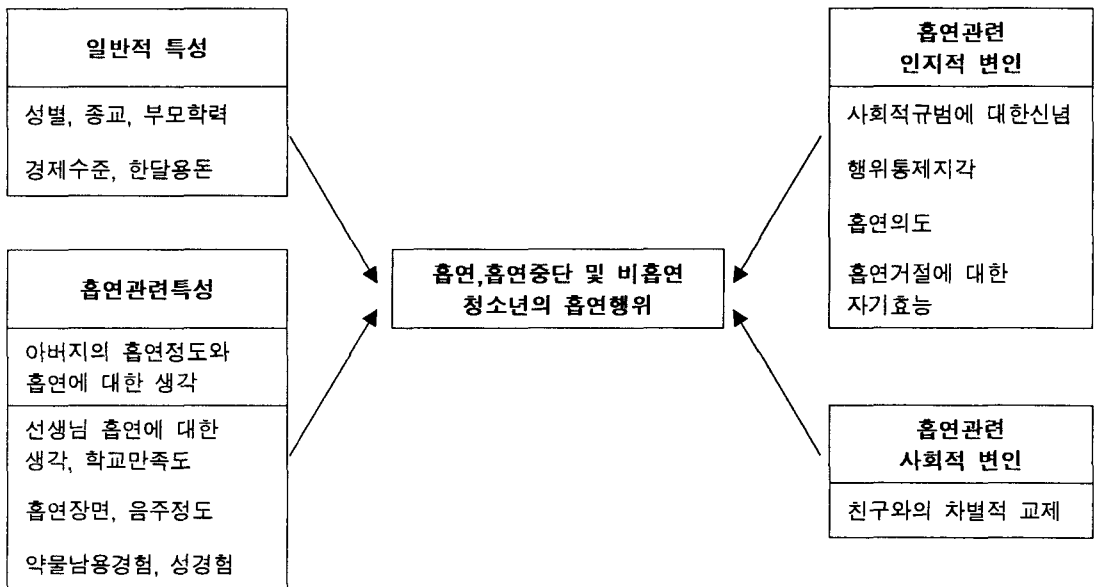 일반적 특성
성별, 종교, 부모학력
경제수준, 한달용돈
흡연관련특성
아버지의 흡연정도와
흡연에 대한 생각
선생님 흡연에 대한
생각, 학교만족도
흡연장면, 음주정도
약물남용경험, 성경험
흡연,흡연중단 및 비흡연
청소년의 흡연행위
흡연관련
인지적 변인
사회적규범에 대한신념
행위통제지각
흡연의도
흡연거절에 대한
자기효능
흡연관련
사회적 변인
친구와의 차별적 교제